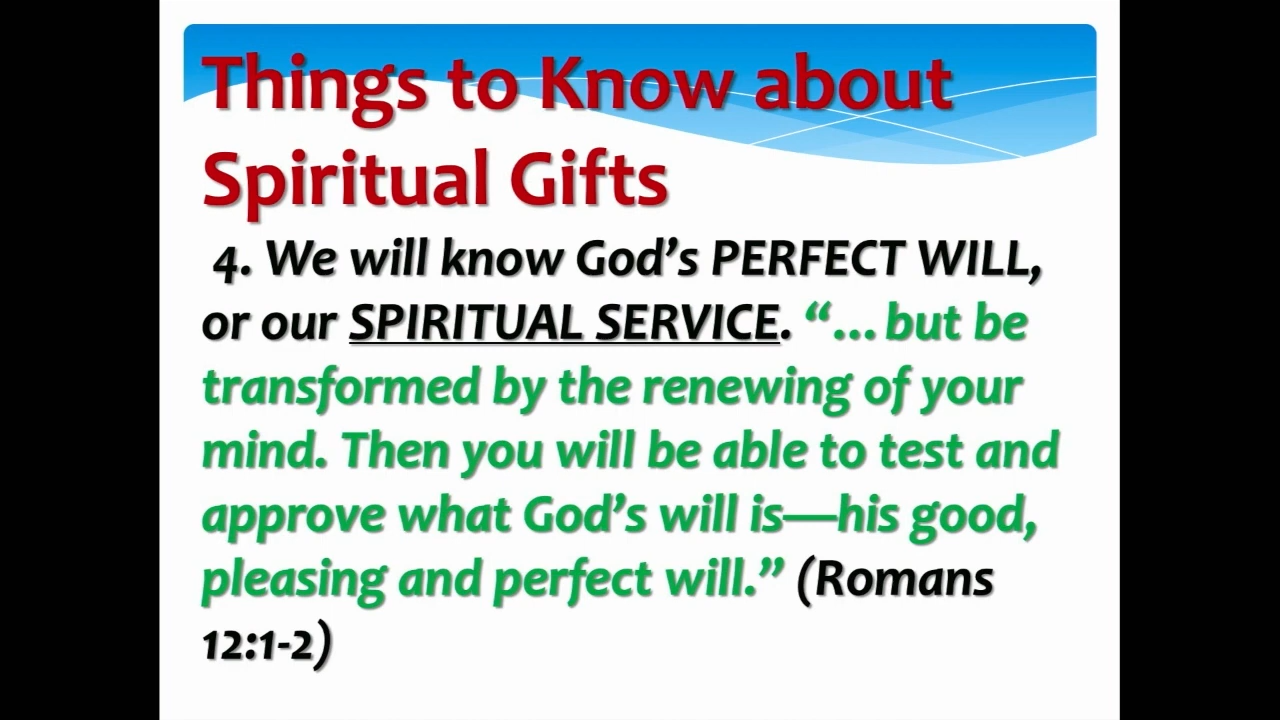 Things to Know about
Spiritual Gifts
4. We will know God’s PERFECT WILL,
or our SPIRITUAL SERVICE. “…but be
transformed by the renewing of your
mind. Then you will be able to test and
approve what God’s will is—his good,
pleasing and perfect will.” (Romans
12:1-2)